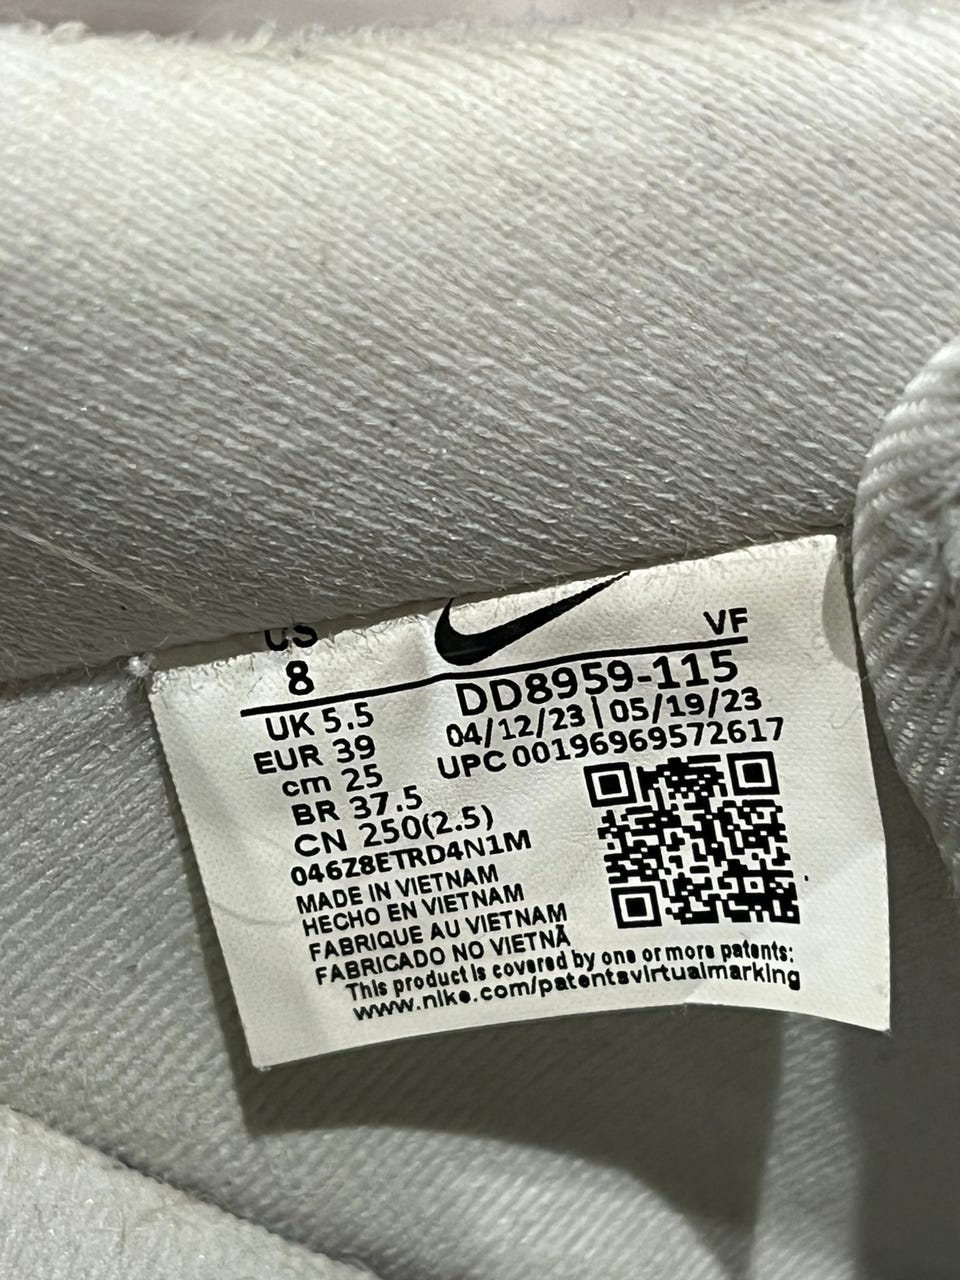 US
8
VF
UK 5.5
EUR 39
cm 25
BR 37.5
CN 250(2.5)
DD8959-115
04/12/23 | 05/19/23
UPC 00196969572617
046Z8ETRD4N1M
MADE IN VIETNAM
HECHO EN VIETNAM
FABRIQUE AU VIETNAM
FABRICADO NO VIETNÃ
This product is covered by one or more patents:
www.nike.com/patentsvirtualmarking